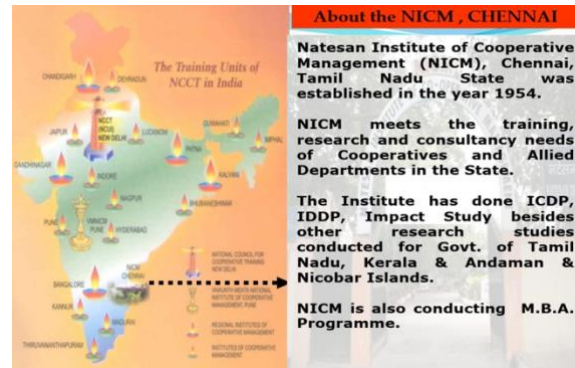 The Training Units of
NCCT in India
CHANDIGARH
DEHRADUN
NCCT
(NCUI)
NEW DELHI
JAIPUR
LUCKNOW
GUWAHATI
IMPHAL
PATNA
GANDHINAGAR
INDORE
KALYANI
NAGPUR
BHUBANESHWAR
PUNE
VMNICM
PUNE
HYDERABAD
NICM
CHENNAI
BANGALORE
KANNUR
MADURAI
THIRUVANANTHAPURAM
NATIONAL COUNCIL FOR
COOPERATIVE TRAINING
NEW DELHI
VAIKUNTH MEHTA NATIONAL
INSTITUTE OF COOPERATIVE
MANAGEMENT, PUNE
REGIONAL INSTITUTES OF
COOPERATIVE MANAGEMENT
INSTITUTES OF COOPERATIVE
MANAGEMENT
About the NICM , CHENNAI
Natesan Institute of Cooperative
Management (NICM), Chennai,
Tamil Nadu State was
established in the year 1954.
NICM meets the training,
research and consultancy needs
of Cooperatives and Allied
Departments in the State.
The Institute has done ICDP,
IDDP, Impact Study besides
other research studies
conducted for Govt. of Tamil
Nadu, Kerala & Andaman &
Nicobar Islands.
NICM is also conducting M.B.A.
Programme.